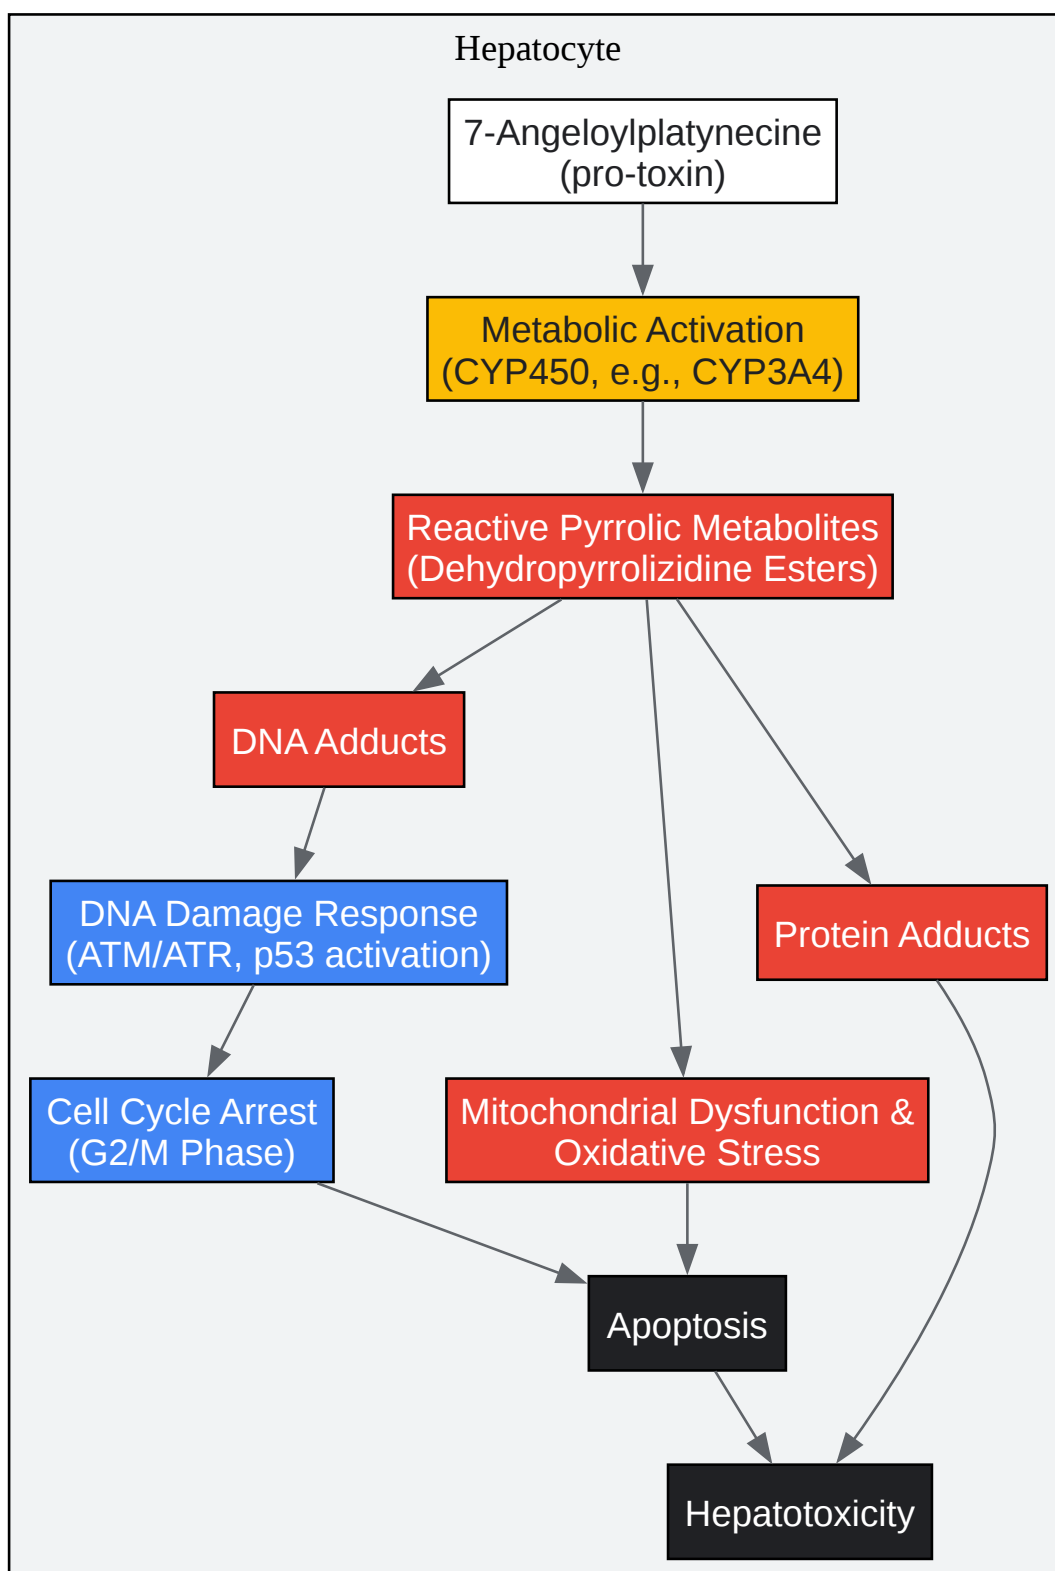 Hepatocyte
7-Angeloylplatynecine
(pro-toxin)
Metabolic Activation
(CYP450, e.g., CYP3A4)
Reactive Pyrrolic Metabolites
(Dehydropyrrolizidine Esters)
DNA Adducts
DNA Damage Response
(ATM/ATR, p53 activation)
Protein Adducts
Cell Cycle Arrest
(G2/M Phase)
Mitochondrial Dysfunction &
Oxidative Stress
Apoptosis
Hepatotoxicity